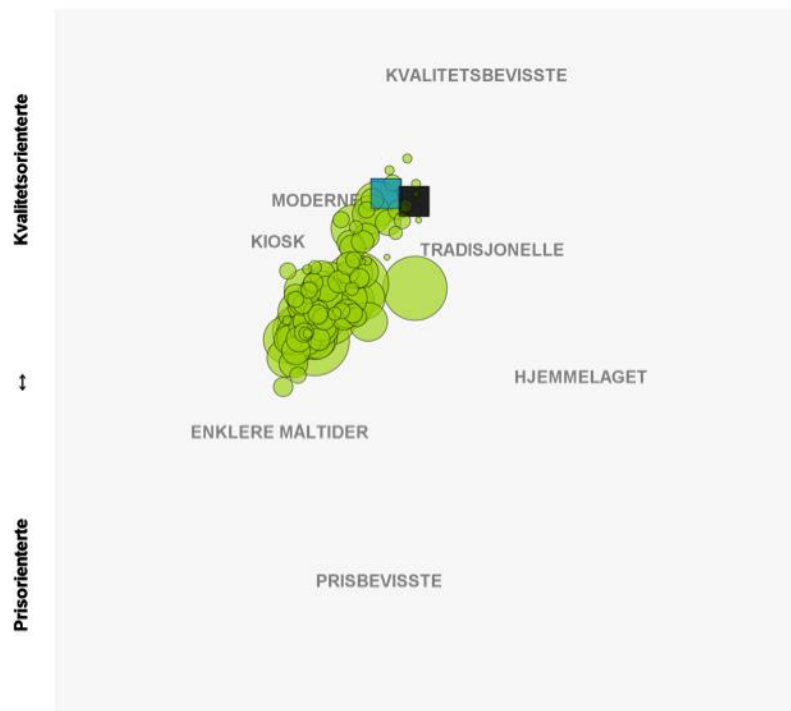 KVALITETSBEVISSTE
Kvalitetsorienterte
MODERNE
KIOSK
TRADISJONELLE
↔
HJEMMELAGET
ENKLERE MÅLTIDER
Prisorienterte
PRISBEVISSTE